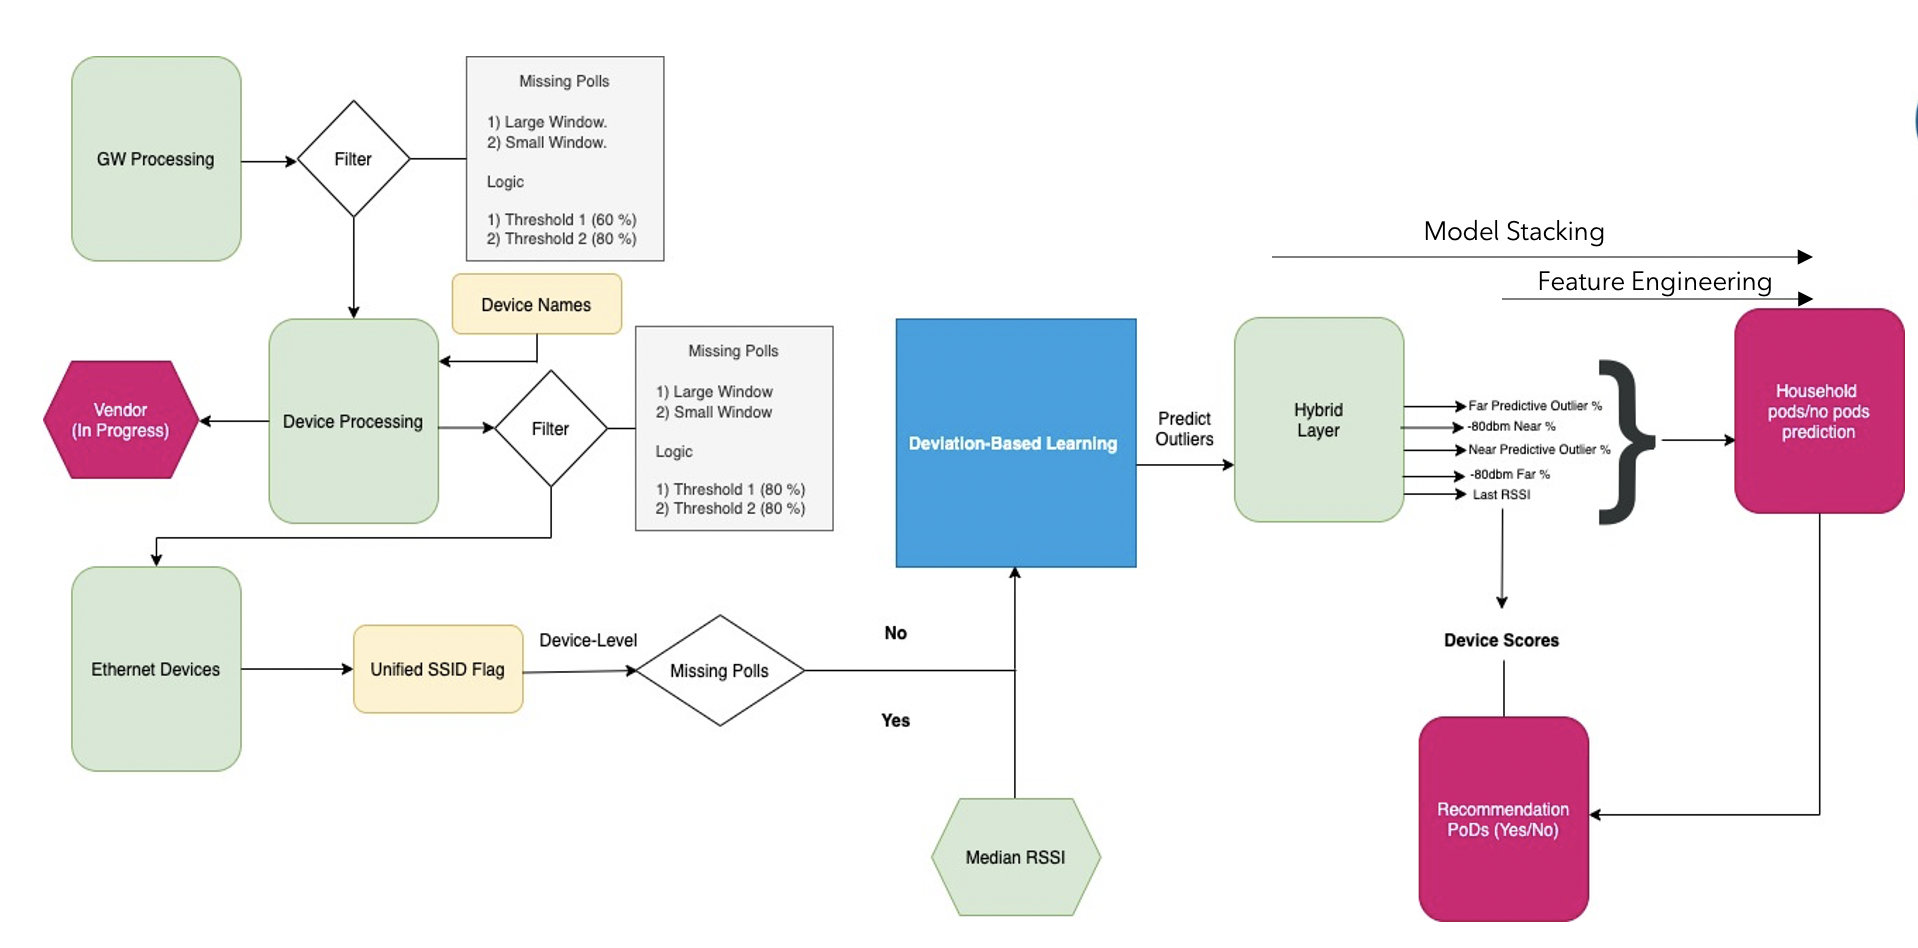 GW Processing
Filter
Missing Polls
1) Large Window.
2) Small Window.
Logic
1) Threshold 1 (60 %)
2) Threshold 2 (80 %)
Device Names
Vendor
(In Progress)
Device Processing
Filter
Missing Polls
1) Large Window
2) Small Window
Logic
1) Threshold 1 (80 %)
2) Threshold 2 (80 %)
Ethernet Devices
Unified SSID Flag
Device-Level
Missing Polls
No
Yes
Median RSSI
Deviation-Based Learning
Predict
Outliers
Model Stacking
Feature Engineering
Hybrid
Layer
Far Predictive Outlier %
-80dbm Near %
Near Predictive Outlier %
-80dbm Far %
Last RSSI
Household
pods/no pods
prediction
Device Scores
Recommendation
PoDs (Yes/No)